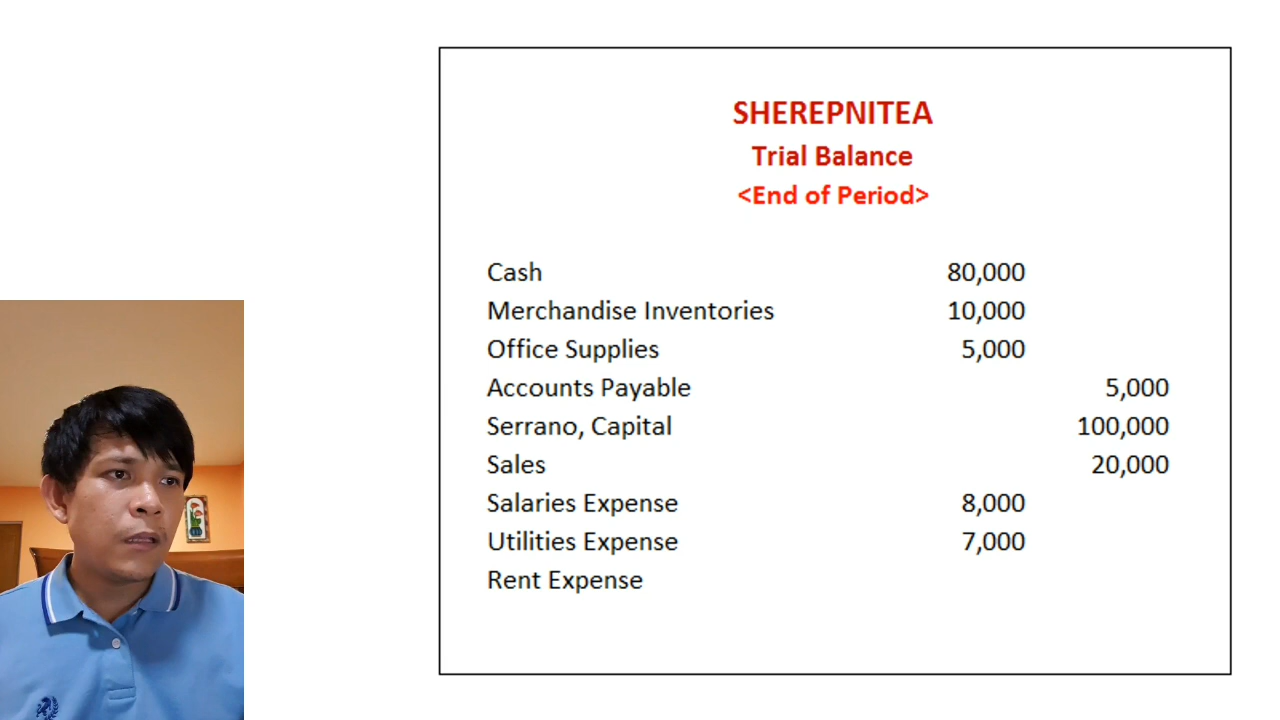 SHEREPNITEA
Trial Balance
<End of Period>
Cash 80,000
Merchandise Inventories 10,000
Office Supplies 5,000
Accounts Payable 5,000
Serrano, Capital 100,000
Sales 20,000
Salaries Expense 8,000
Utilities Expense 7,000
Rent Expense